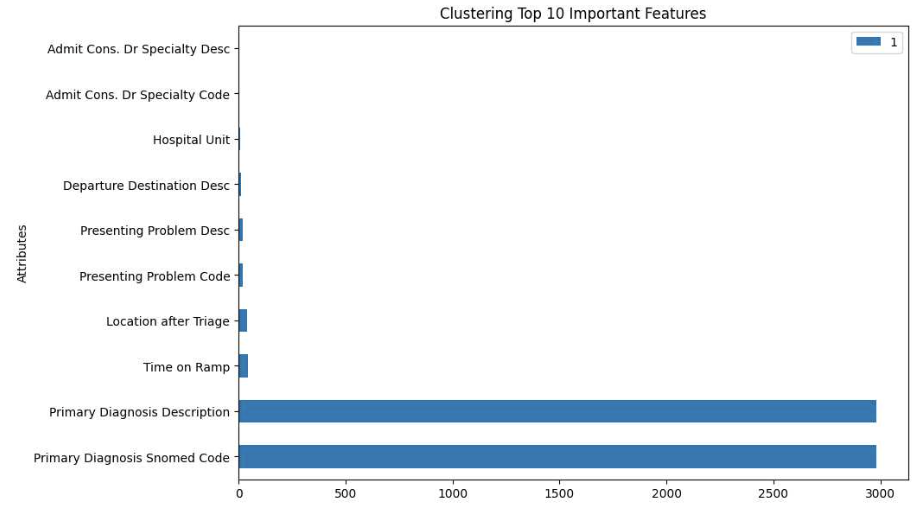 Clustering Top 10 Important Features
1
Attributes
Admit Cons. Dr Specialty Desc
Admit Cons. Dr Specialty Code
Hospital Unit
Departure Destination Desc
Presenting Problem Desc
Presenting Problem Code
Location after Triage
Time on Ramp
Primary Diagnosis Description
Primary Diagnosis Snomed Code
0 500 1000 1500 2000 2500 3000